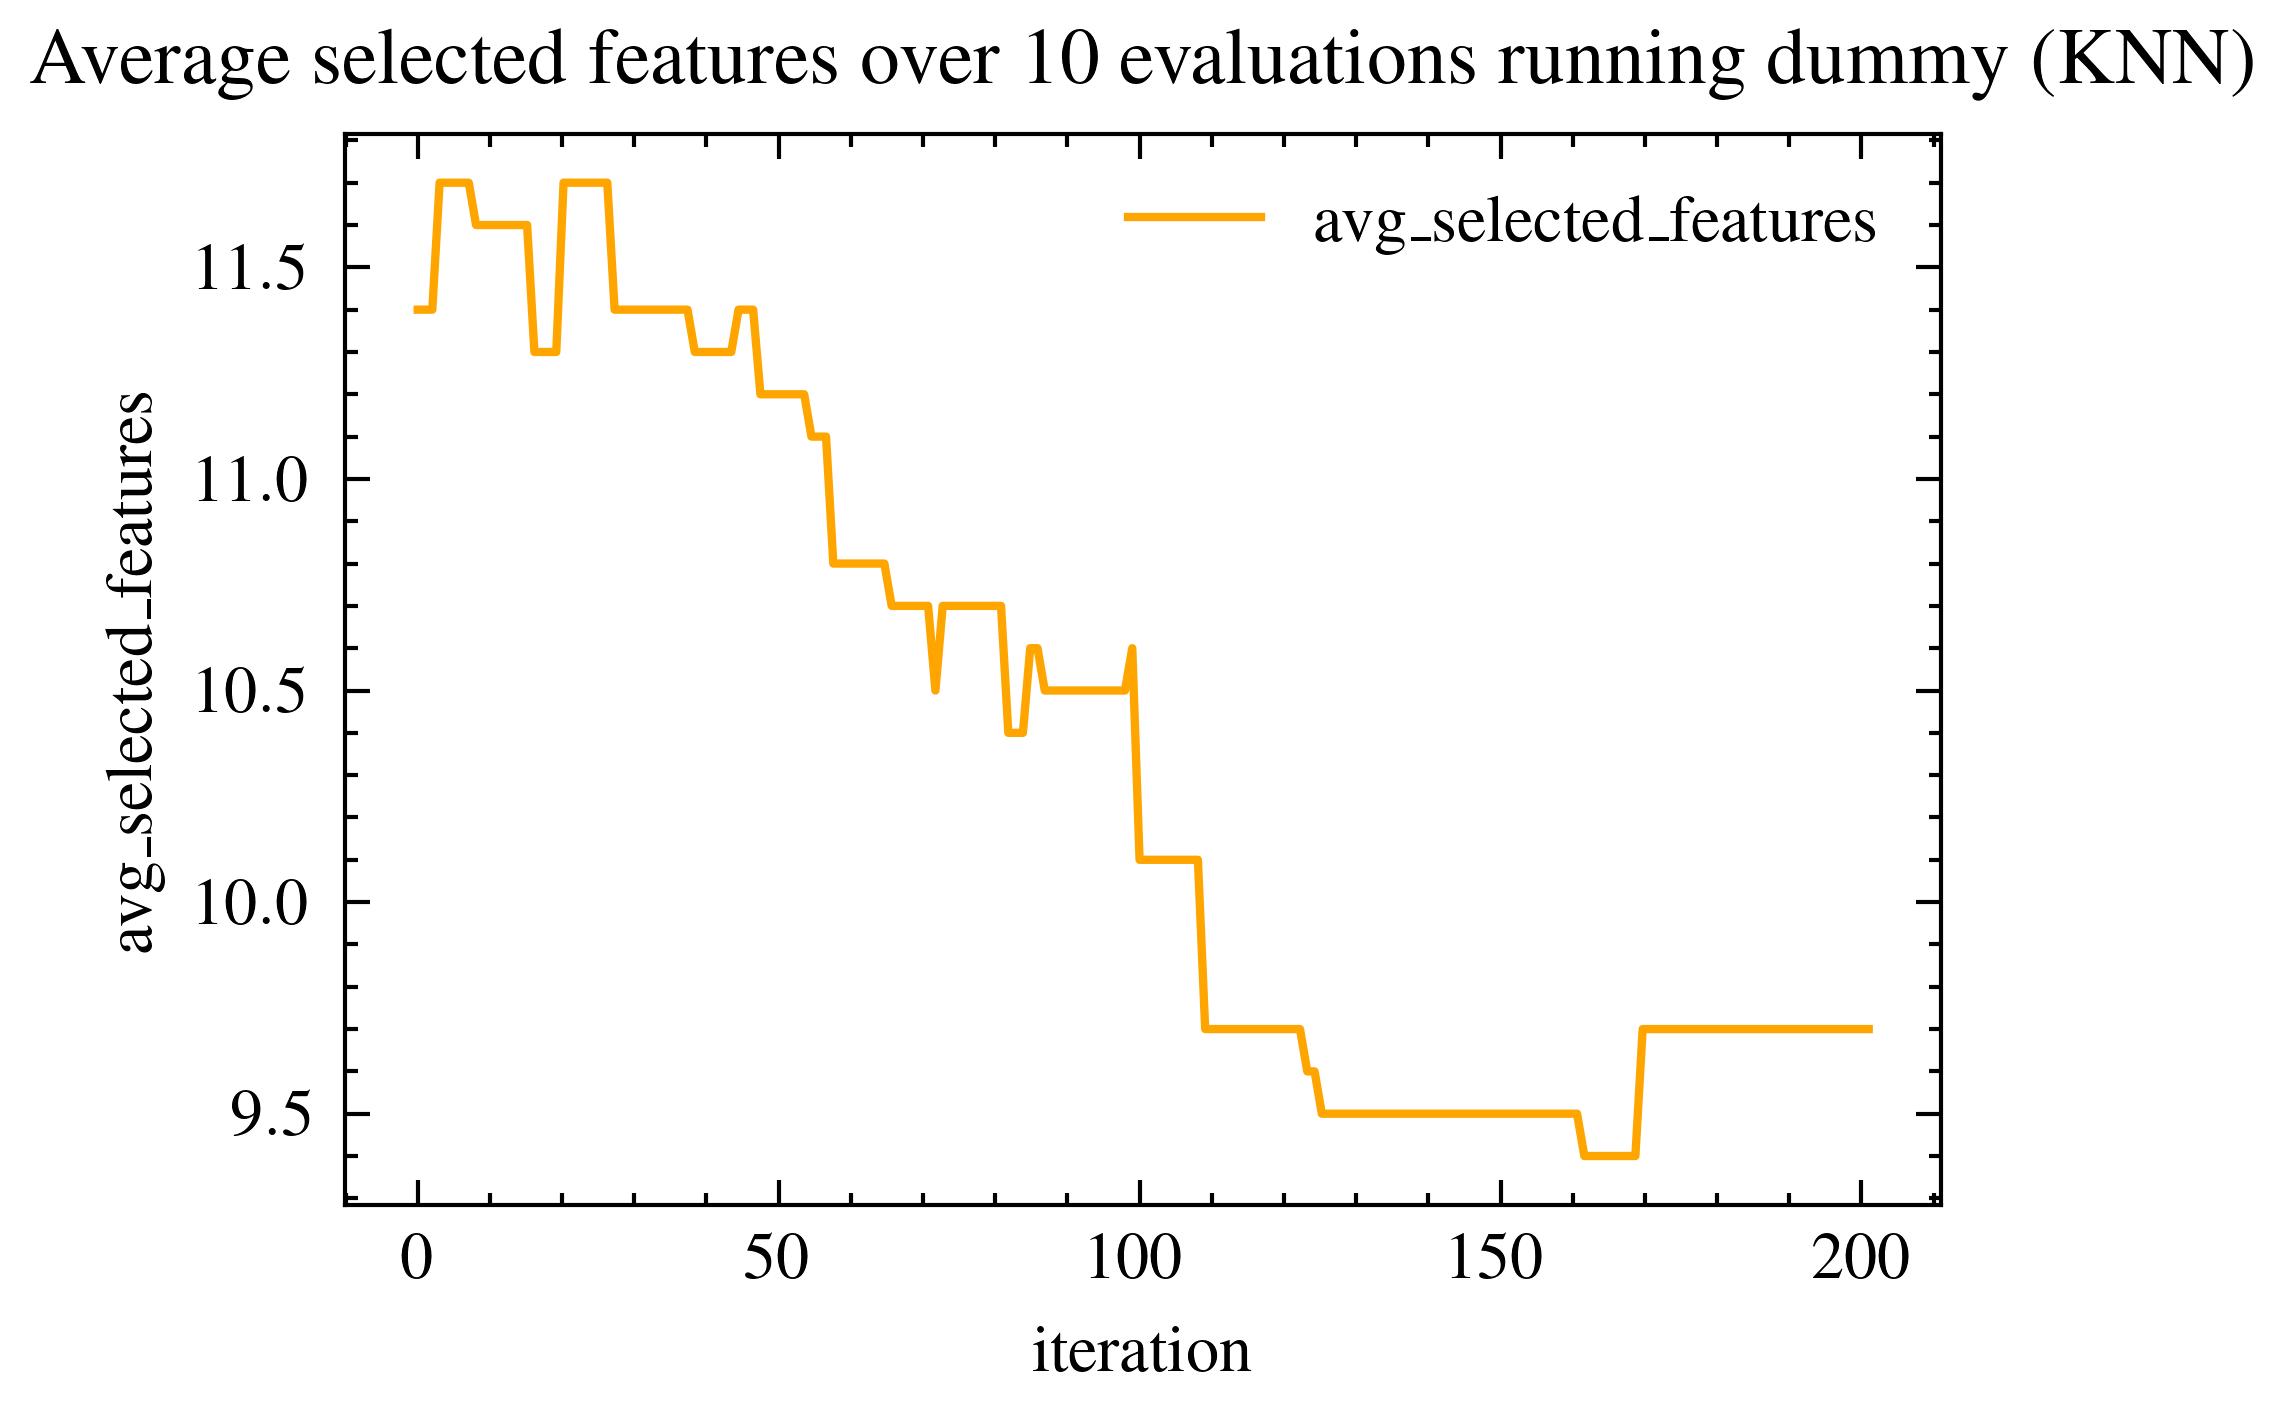 Average selected features over 10 evaluations running dummy (KNN)
avg_selected_features
avg_selected_features
11.5
11.0
10.5
10.0
9.5
0 50 100 150 200
iteration